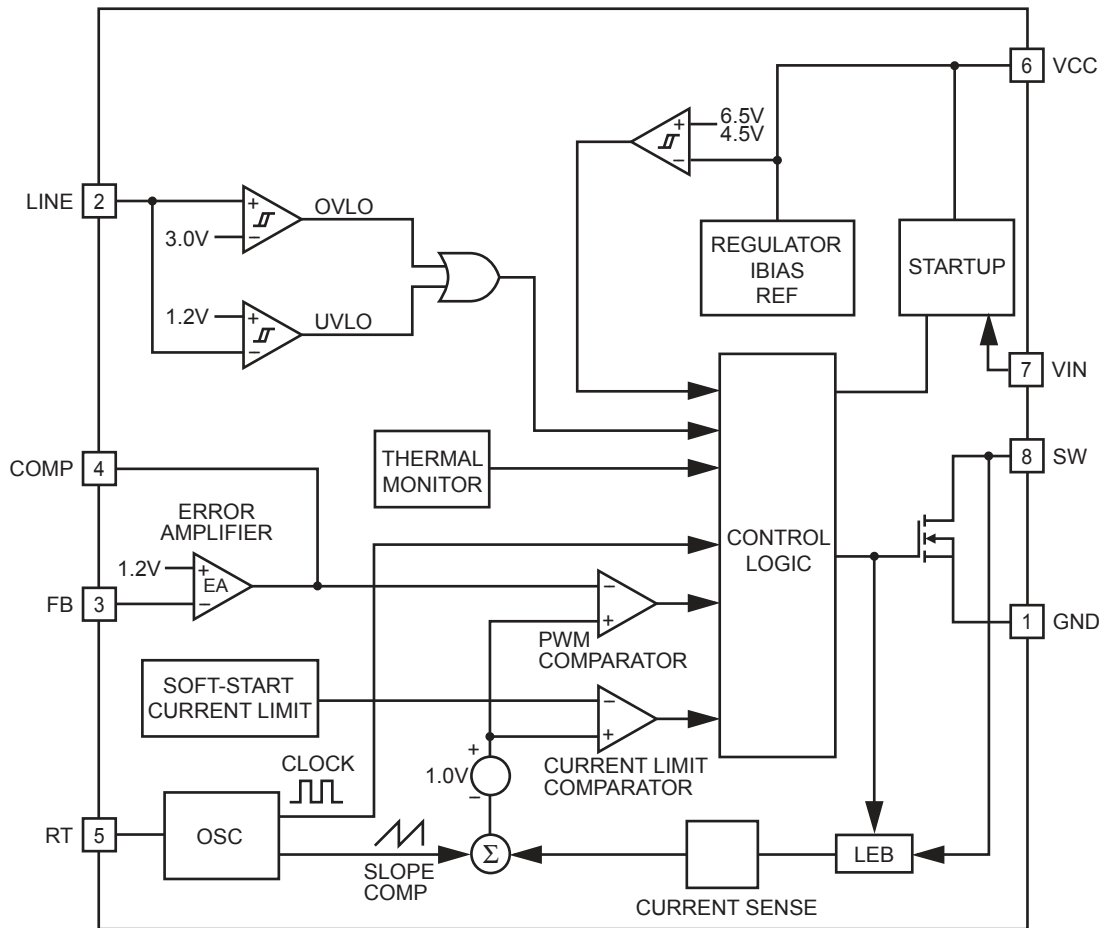 6 VCC
+ 6.5V
4.5V
−
LINE 2
+ OVLO
3.0V −
REGULATOR
IBIAS
REF
STARTUP
1.2V +
UVLO
−
7 VIN
COMP 4
THERMAL
MONITOR
8 SW
ERROR
AMPLIFIER
CONTROL
LOGIC
1.2V +
EA
−
FB 3
−
+
1 GND
PWM
COMPARATOR
SOFT-START
CURRENT LIMIT
−
+
+
1.0V
−
CURRENT LIMIT
COMPARATOR
CLOCK
RT 5
OSC
Σ
LEB
SLOPE
COMP
CURRENT SENSE